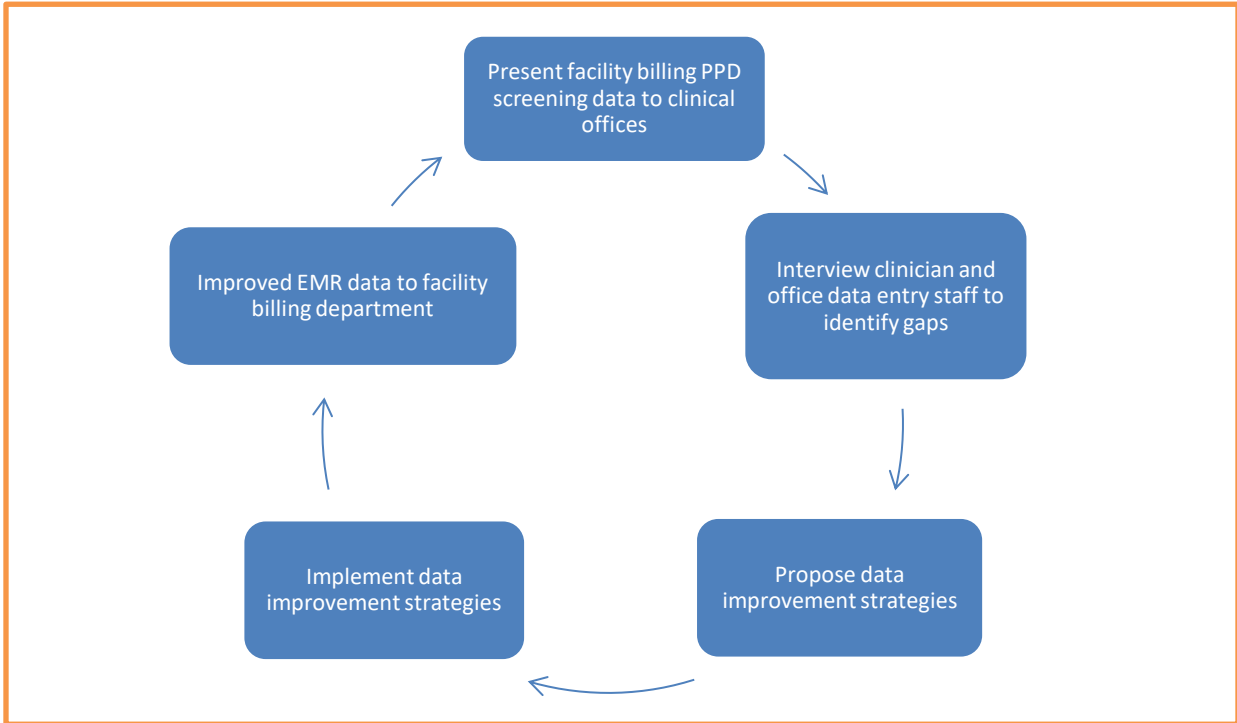 Present facility billing PPD
screening data to clinical
offices
Interview clinician and
office data entry staff to
identify gaps
Propose data
improvement strategies
Implement data
improvement strategies
Improved EMR data to facility
billing department